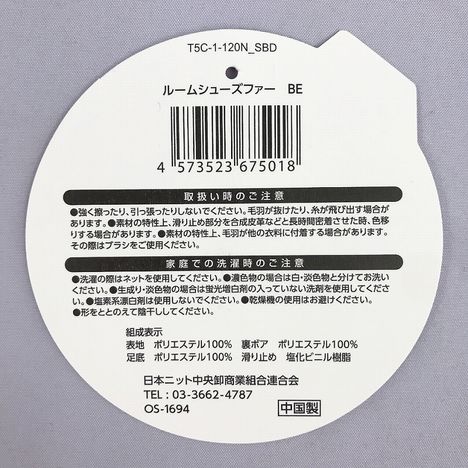 T5C-1-120N_SBD
ルームシューズファー BE
4 573523 675018
取扱い時のご注意
●強く擦ったり、引っ張ったりしないでください。毛羽が抜けたり、糸が飛び出す場合が
あります。●素材の特性上、滑り止め部分を合成皮革などと長時間密着させた時、色移
りする場合があります。●素材の特性上、毛羽が他の衣料に付着する場合があります。
その際はブラシをご使用ください。
家庭での洗濯時のご注意
●洗濯の際はネットを使用してください。●濃色物の場合は白・淡色物と分けてお洗い
ください。●生成り・淡色物の場合は蛍光増白剤の入っていない洗剤を使用してくださ
い。●塩素系漂白剤は使用しないでください。●乾燥機の使用はお避けください。
●形をととのえて陰干ししてください。
組成表示
表地 ポリエステル100% 裏ボア ポリエステル100%
足底 ポリエステル100% 滑り止め 塩化ビニル樹脂
日本ニット中央卸商業組合連合会
TEL : 03-3662-4787
OS-1694
中国製